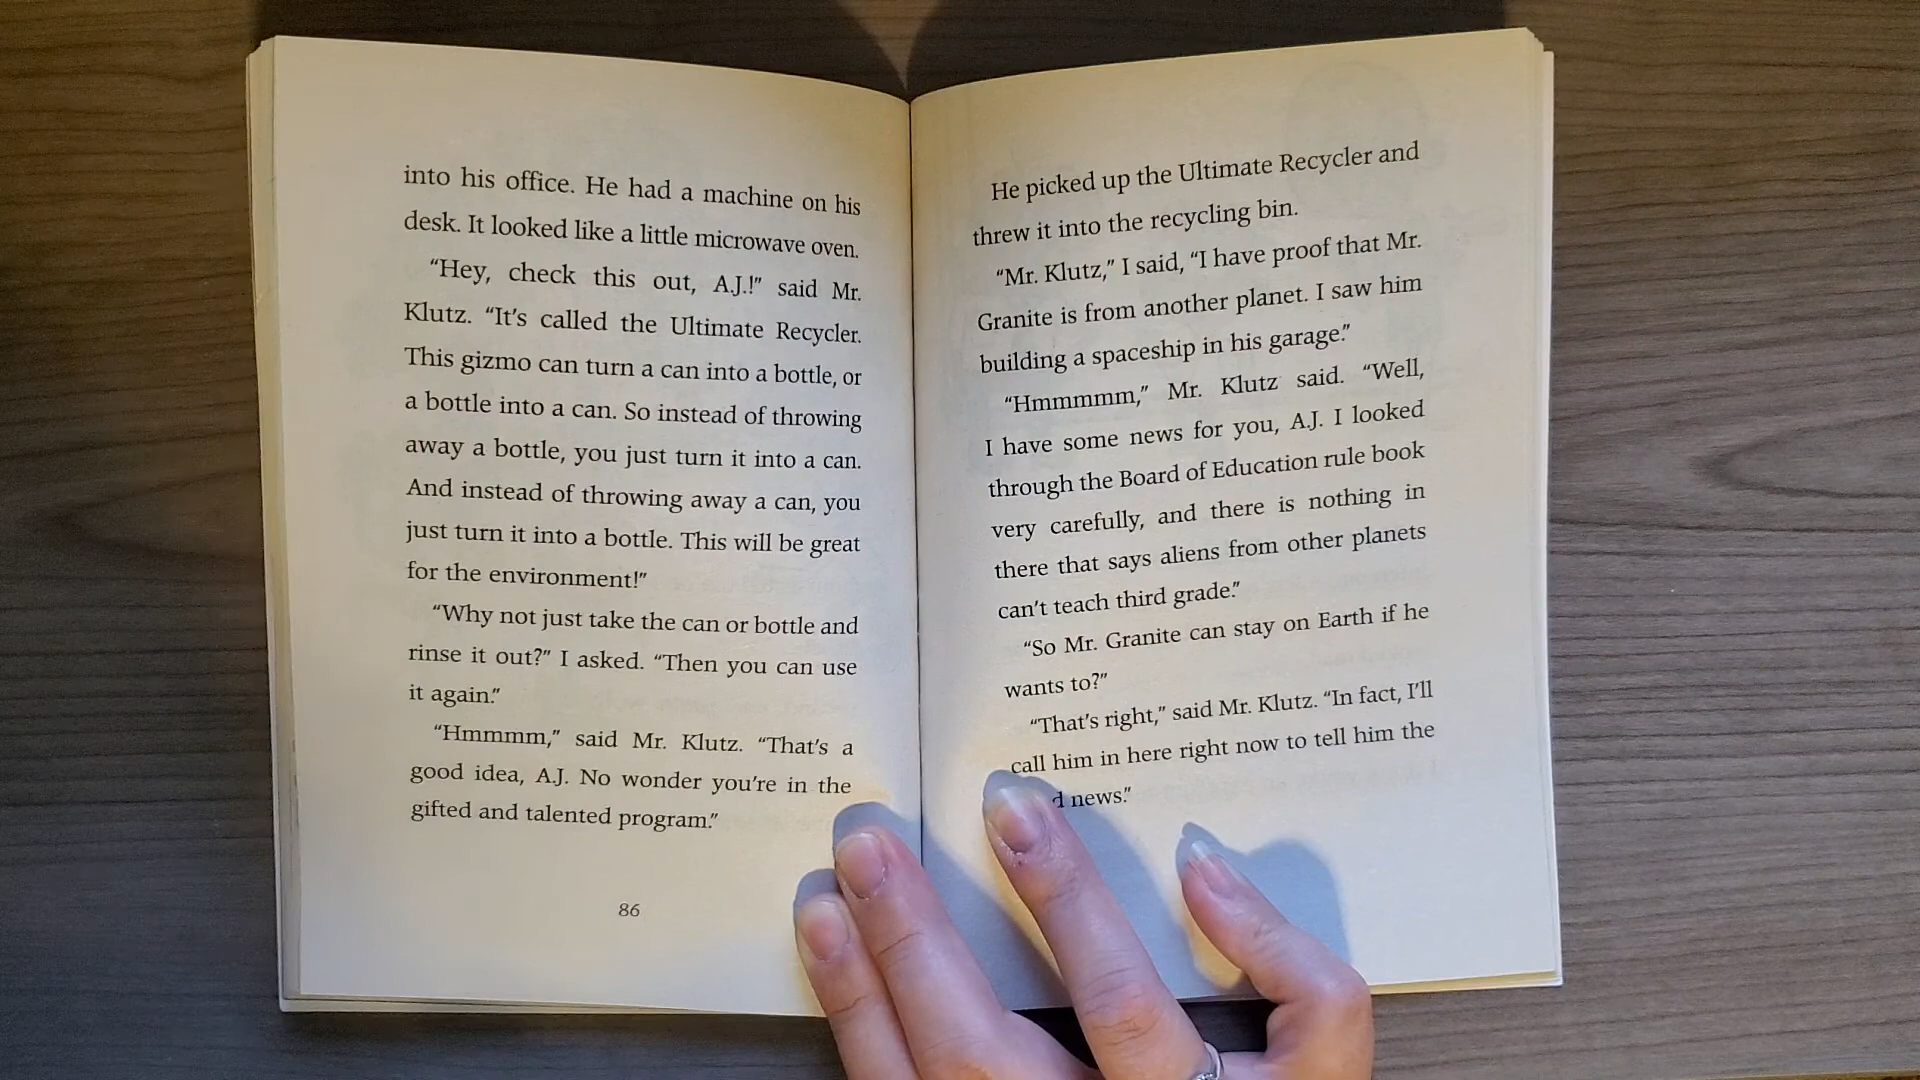 into his office. He had a machine on his
desk. It looked like a little microwave oven.
“Hey, check this out, A.J.!” said Mr.
Klutz. “It’s called the Ultimate Recycler.
This gizmo can turn a can into a bottle, or
a bottle into a can. So instead of throwing
away a bottle, you just turn it into a can.
And instead of throwing away a can, you
just turn it into a bottle. This will be great
for the environment!”
“Why not just take the can or bottle and
rinse it out?” I asked. “Then you can use
it again.”
“Hmmmm,” said Mr. Klutz. “That’s a
good idea, A.J. No wonder you’re in the
gifted and talented program.”
86
He picked up the Ultimate Recycler and
threw it into the recycling bin.
“Mr. Klutz,” I said, “I have proof that Mr.
Granite is from another planet. I saw him
building a spaceship in his garage.”
“Hmmmmm,” Mr. Klutz said. “Well,
I have some news for you, A.J. I looked
through the Board of Education rule book
very carefully, and there is nothing in
there that says aliens from other planets
can’t teach third grade.”
“So Mr. Granite can stay on Earth if he
wants to?”
“That’s right,” said Mr. Klutz. “In fact, I’ll
call him in here right now to tell him the
news.”